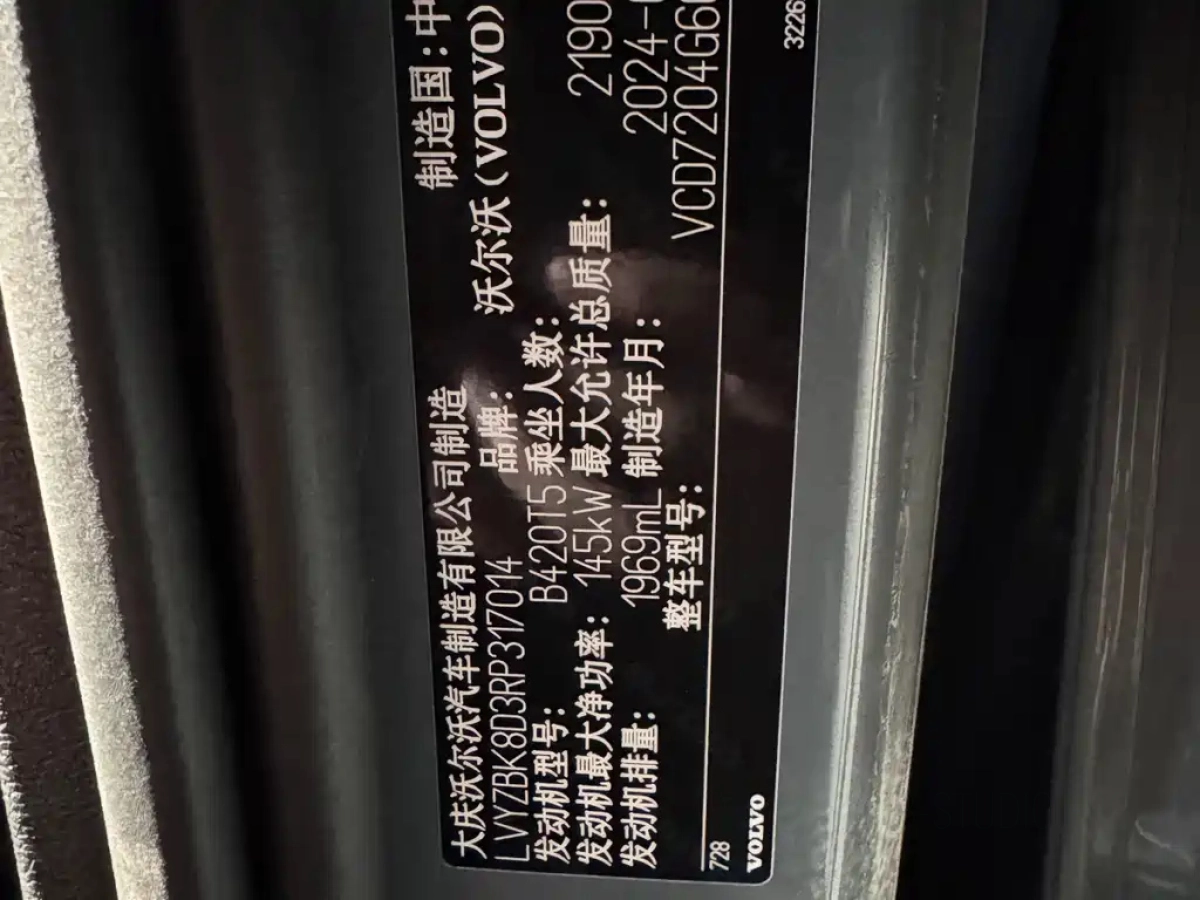 大庆沃尔沃汽车制造有限公司制造 制造国：中
LVYZBK8D3RP317014 品牌： 沃尔沃(VOLVO)
发动机型号： B420T5 乘坐人数：
发动机最大净功率： 145kW 最大允许总质量： 2190
发动机排量： 1969mL 制造年月： 2024-
整车型号： VCD7204G6
728 3226
VOLVO